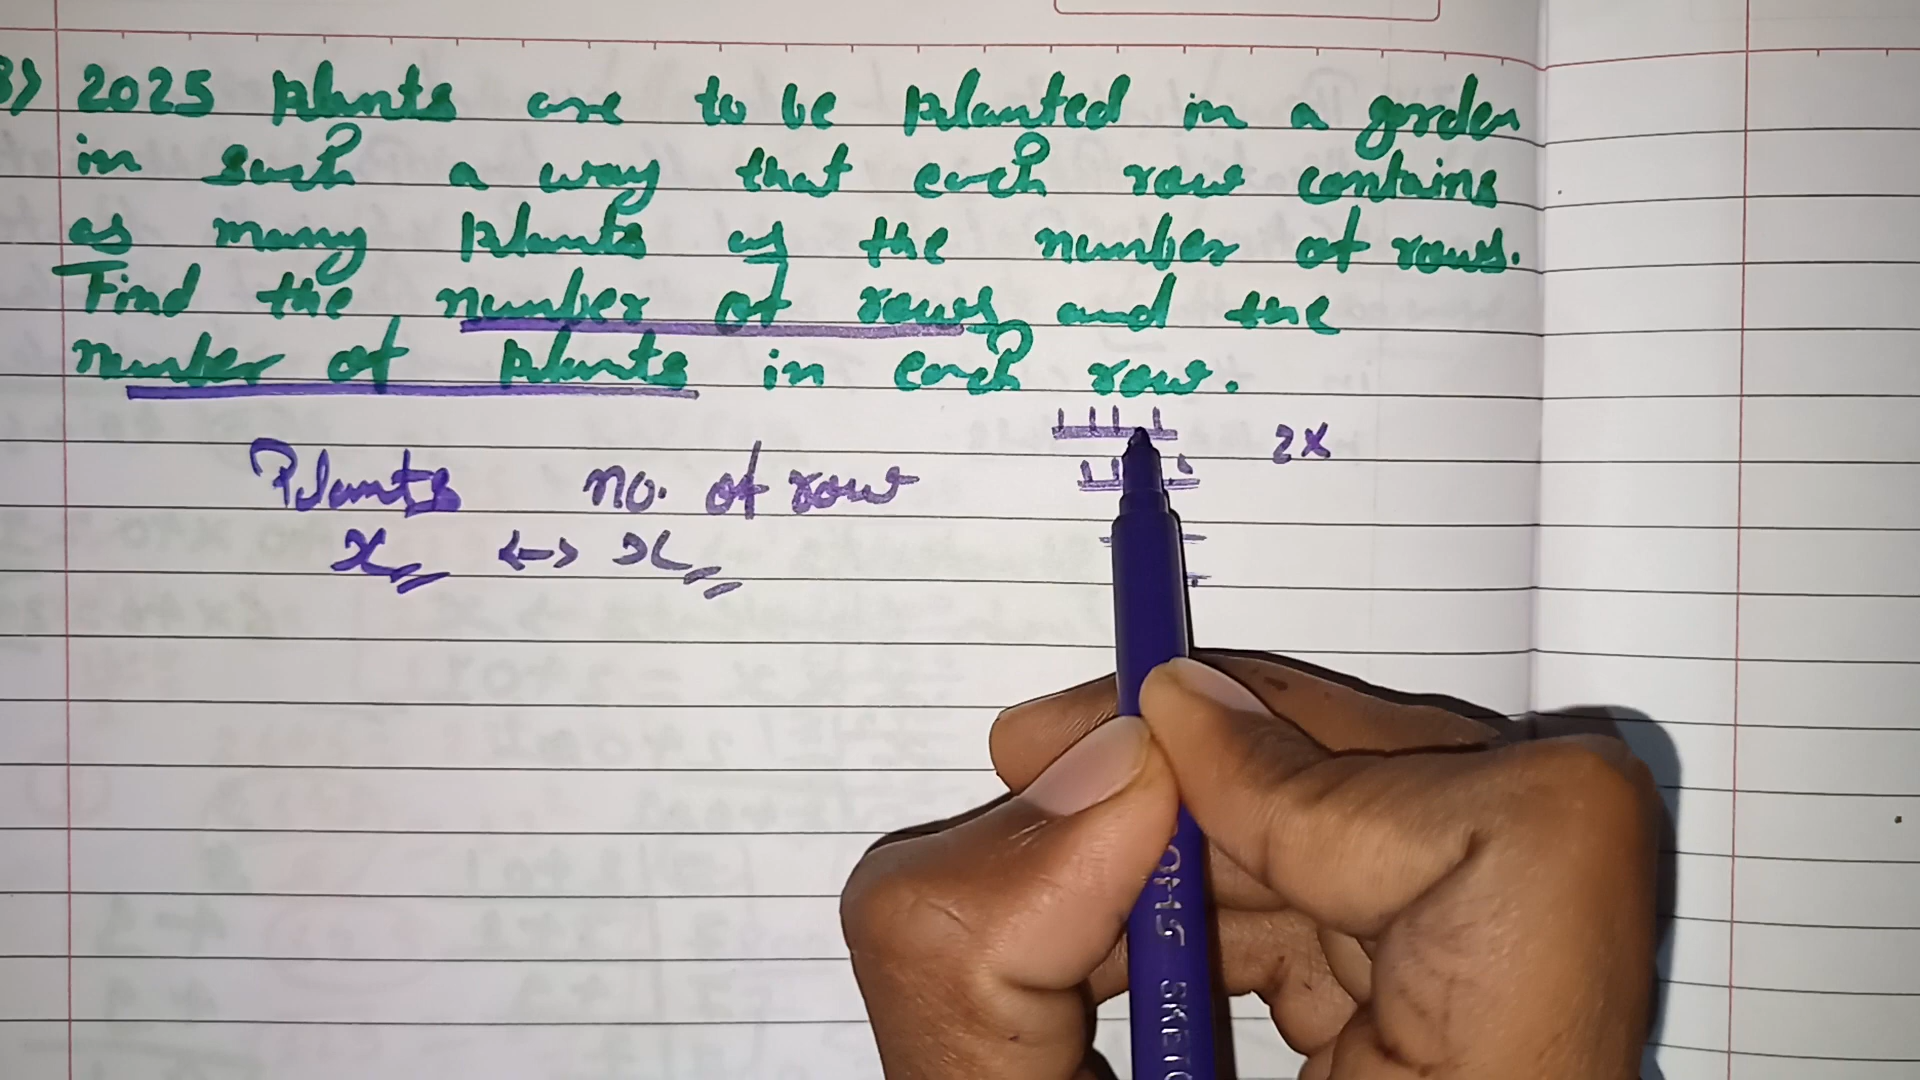 3) 2025 plants are to be planted in a garden
in such a way that each row contains
as many plants as the number of rows.
Find the number of rows and the
number of plants in each row.
2x
Plants no. of row
x ↔ x